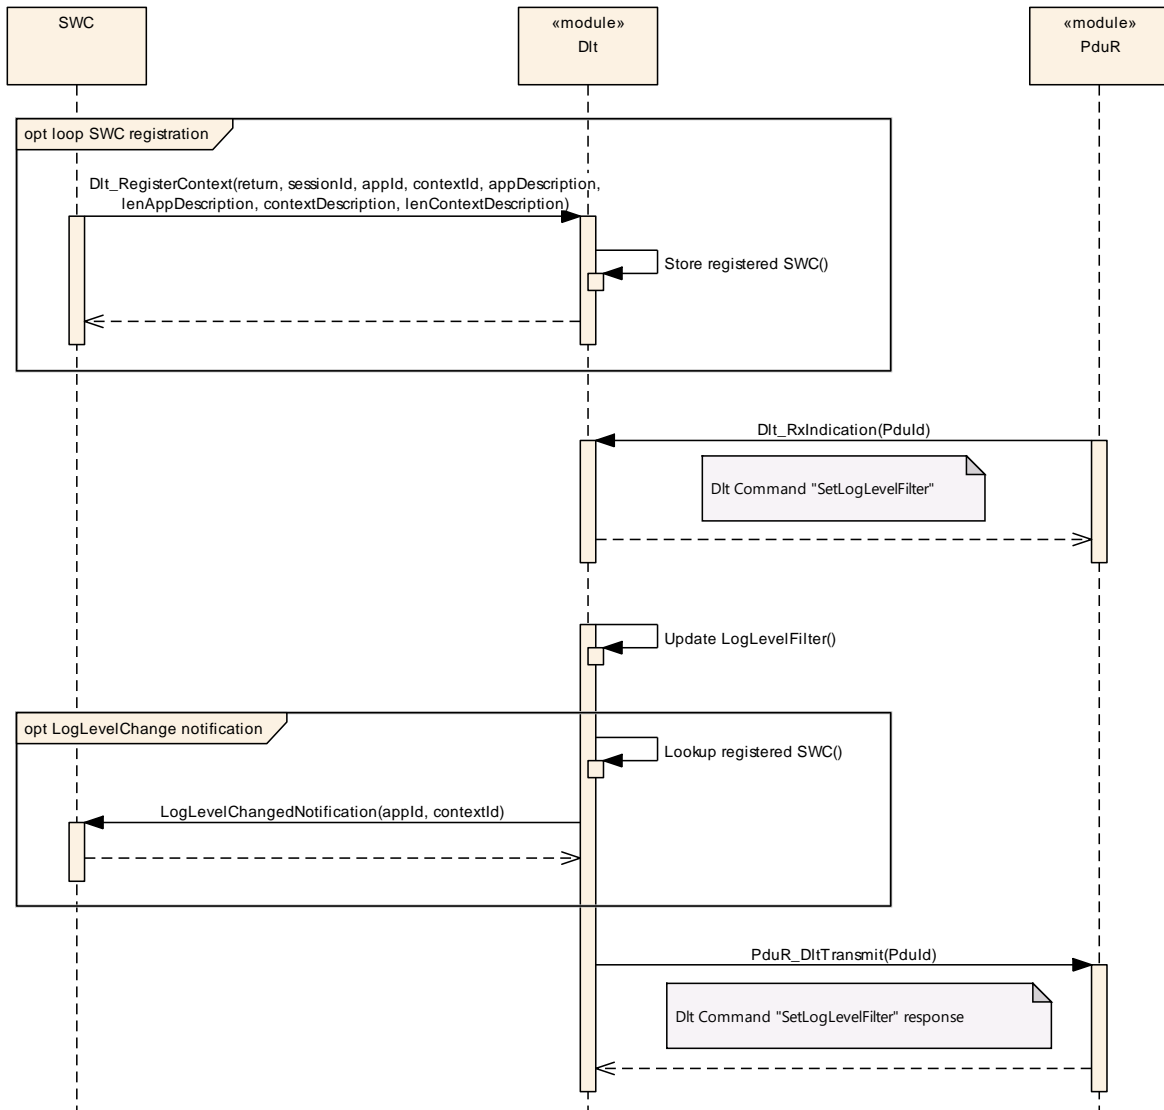 SWC
«module»
Dlt
«module»
PduR
opt loop SWC registration
Dlt_RegisterContext(return, sessionId, appId, contextId, appDescription,
lenAppDescription, contextDescription, lenContextDescription)
Store registered SWC()
Dlt_RxIndication(PduId)
Dlt Command "SetLogLevelFilter"
Update LogLevelFilter()
opt LogLevelChange notification
Lookup registered SWC()
LogLevelChangedNotification(appId, contextId)
PduR_DltTransmit(PduId)
Dlt Command "SetLogLevelFilter" response